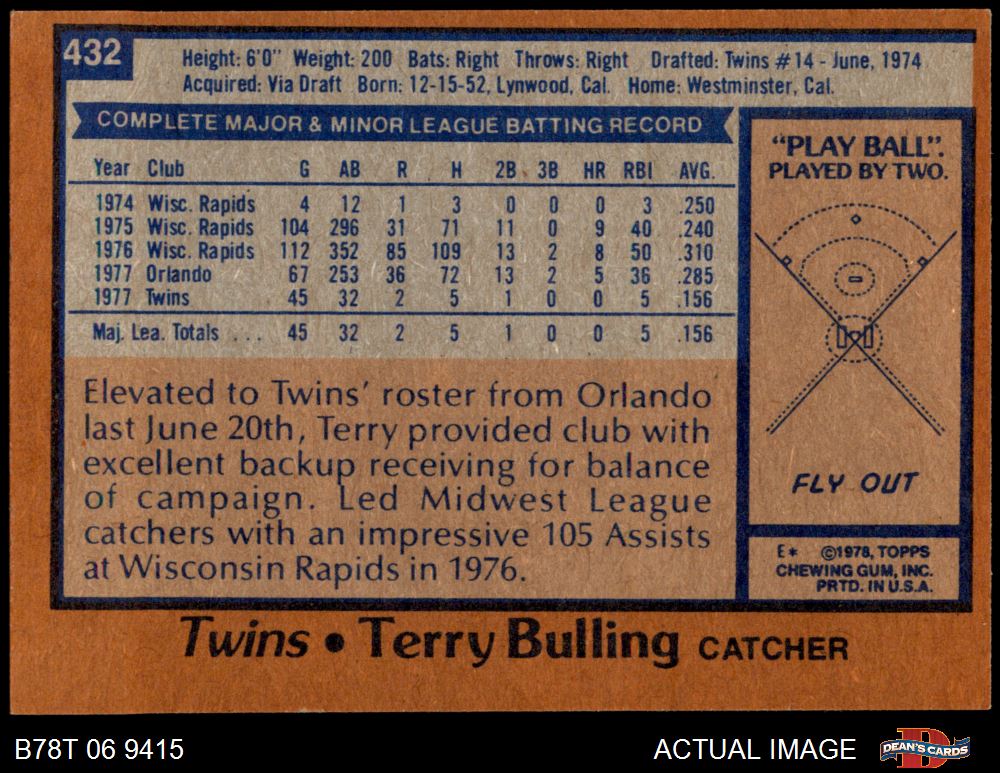 432
Height: 6'0" Weight: 200 Bats: Right Throws: Right Drafted: Twins #14 - June, 1974
Acquired: Via Draft Born: 12-15-52, Lynwood, Cal. Home: Westminster, Cal.
COMPLETE MAJOR & MINOR LEAGUE BATTING RECORD
Year Club G AB R H 2B 3B HR RBI AVG.
1974 Wisc. Rapids 4 12 1 3 0 0 0 3 .250
1975 Wisc. Rapids 104 296 31 71 11 0 9 40 .240
1976 Wisc. Rapids 112 352 85 109 13 2 8 50 .310
1977 Orlando 67 253 36 72 13 2 5 36 .285
1977 Twins 45 32 2 5 1 0 0 5 .156
Maj. Lea. Totals . . . 45 32 2 5 1 0 0 5 .156
Elevated to Twins' roster from Orlando
last June 20th, Terry provided club with
excellent backup receiving for balance
of campaign. Led Midwest League
catchers with an impressive 105 Assists
at Wisconsin Rapids in 1976.
"PLAY BALL".
PLAYED BY TWO.
FLY OUT
E* ©1978, TOPPS
CHEWING GUM, INC.
PRTD. IN U.S.A.
Twins • Terry Bulling CATCHER
B78T 06 9415
ACTUAL IMAGE
DEAN'S CARDS